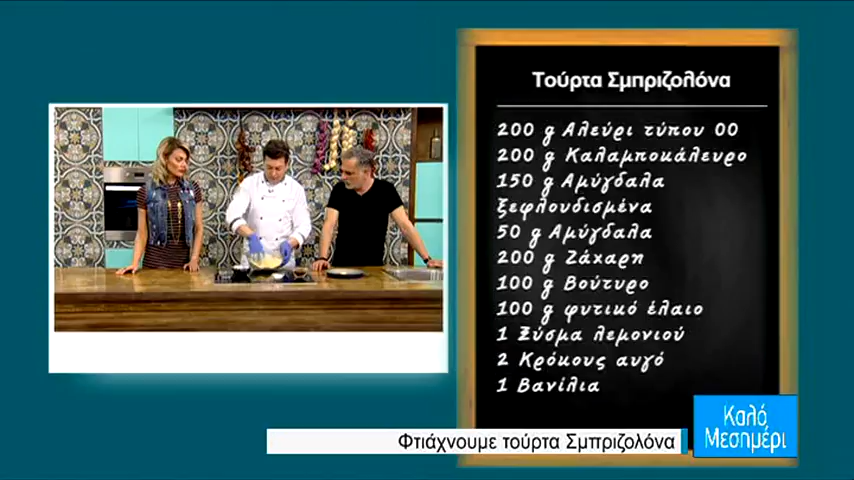 Τούρτα Σμπριζολόνα
200 g Αλεύρι τύπου 00
200 g Καλαμποκάλευρο
150 g Αμύγδαλα
ξεφλουδισμένα
50 g Αμύγδαλα
200 g Ζάχαρη
100 g Βούτυρο
100 g φυτικό έλαιο
1 Ξύσμα λεμονιού
2 Κρόκους αυγό
1 Βανίλια
Φτιάχνουμε τούρτα Σμπριζολόνα
Καλό
Μεσημέρι